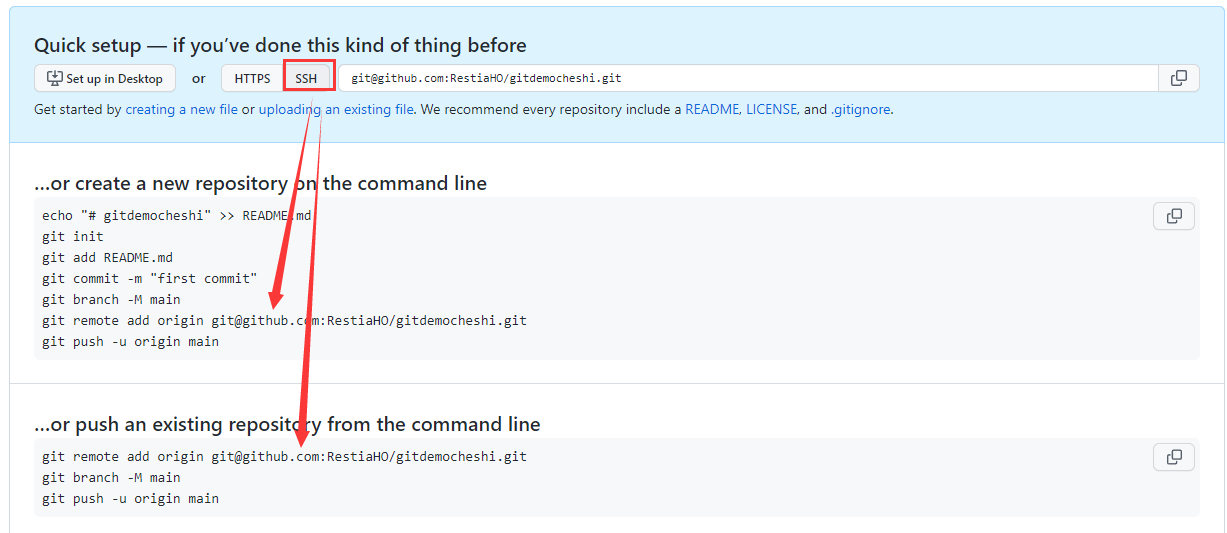 Quick setup — if you've done this kind of thing before
Set up in Desktop or HTTPS SSH git@github.com:RestiaHO/gitdemocheshi.git
Get started by creating a new file or uploading an existing file. We recommend every repository include a README, LICENSE, and .gitignore.
…or create a new repository on the command line
echo "# gitdemocheshi" >> README.md
git init
git add README.md
git commit -m "first commit"
git branch -M main
git remote add origin git@github.com:RestiaHO/gitdemocheshi.git
git push -u origin main
…or push an existing repository from the command line
git remote add origin git@github.com:RestiaHO/gitdemocheshi.git
git branch -M main
git push -u origin main